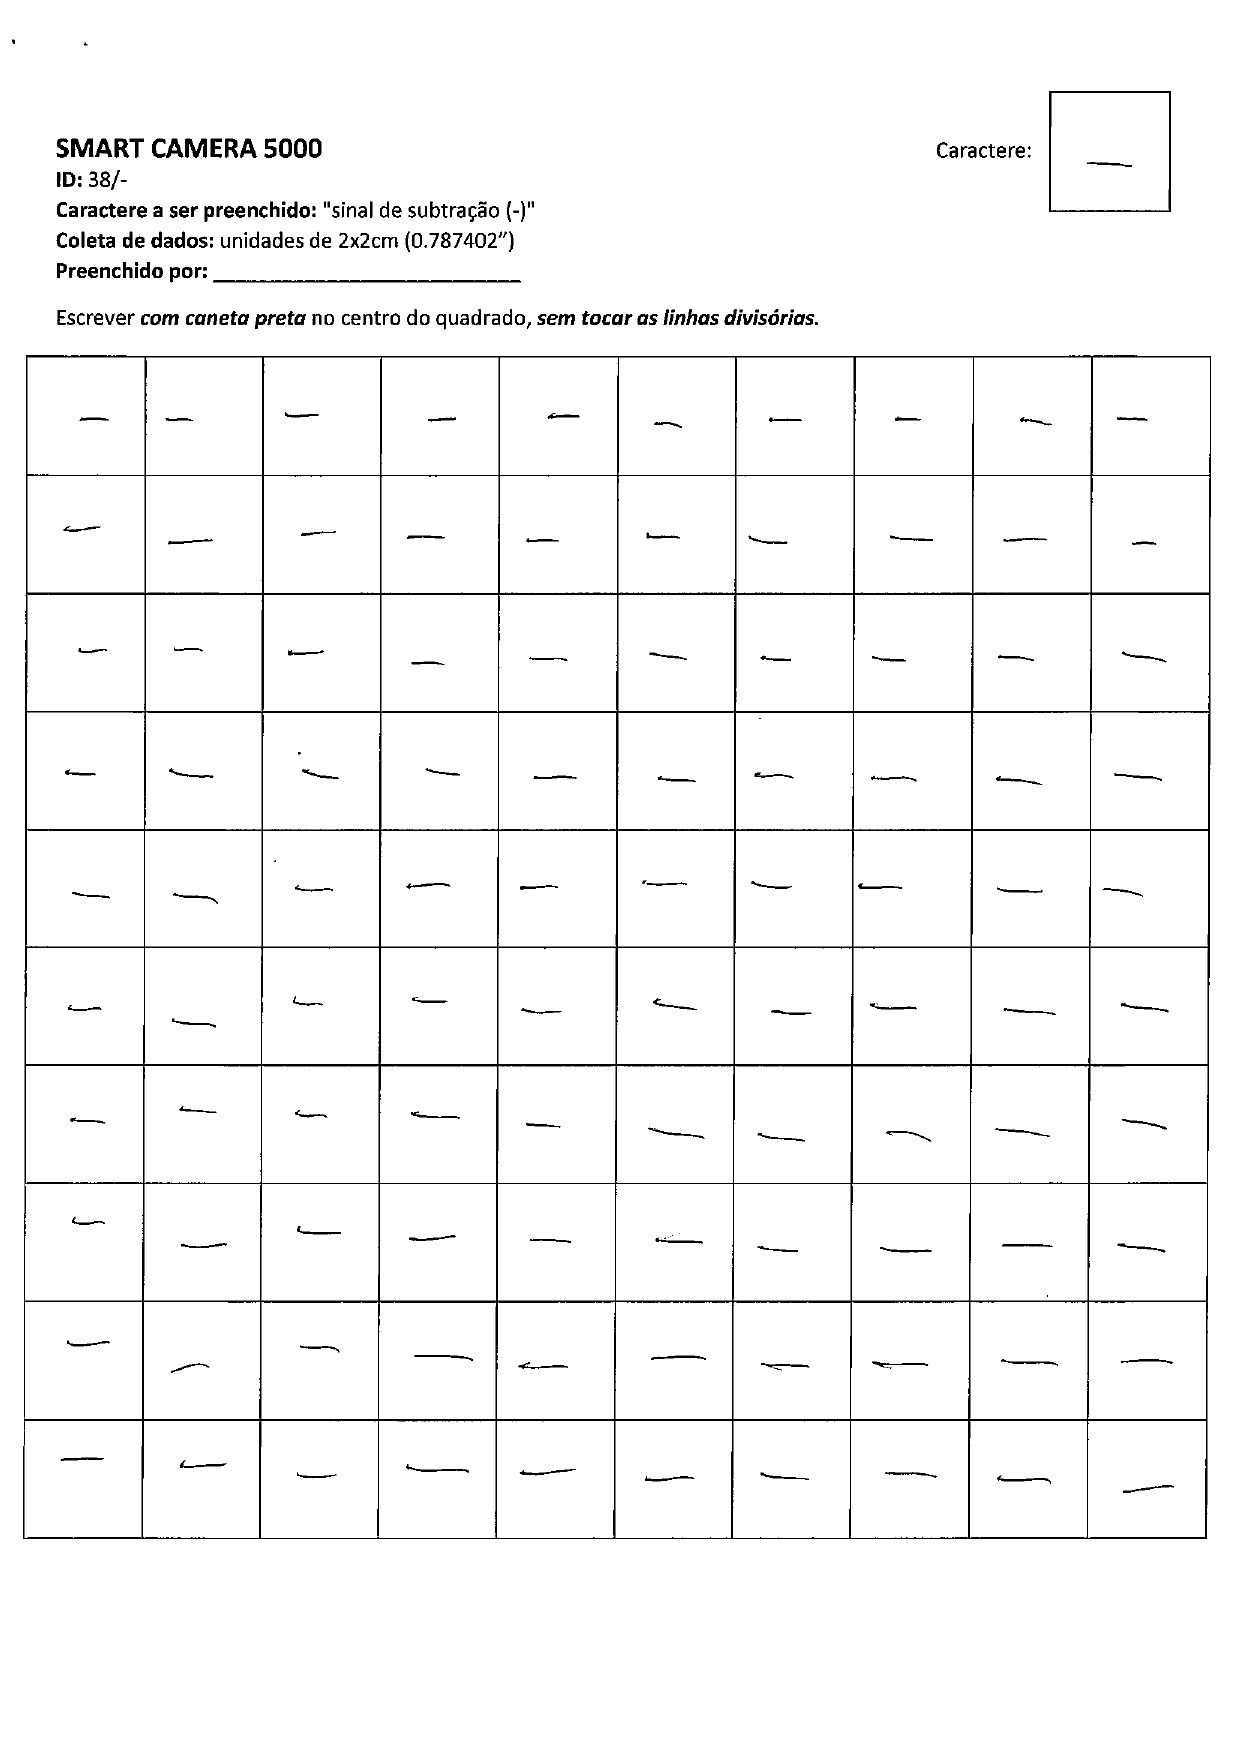 SMART CAMERA 5000
Caractere:
—
ID: 38/-
Caractere a ser preenchido: "sinal de subtração (-)"
Coleta de dados: unidades de 2x2cm (0.787402”)
Preenchido por: ____________________________
Escrever com caneta preta no centro do quadrado, sem tocar as linhas divisórias.
— — — — — — — — — —
— — — — — — — — — —
— — — — — — — — — —
— — — — — — — — — —
— — — — — — — — — —
— — — — — — — — — —
— — — — — — — — — —
— — — — — — — — — —
— — — — — — — — — —
— — — — — — — — — —